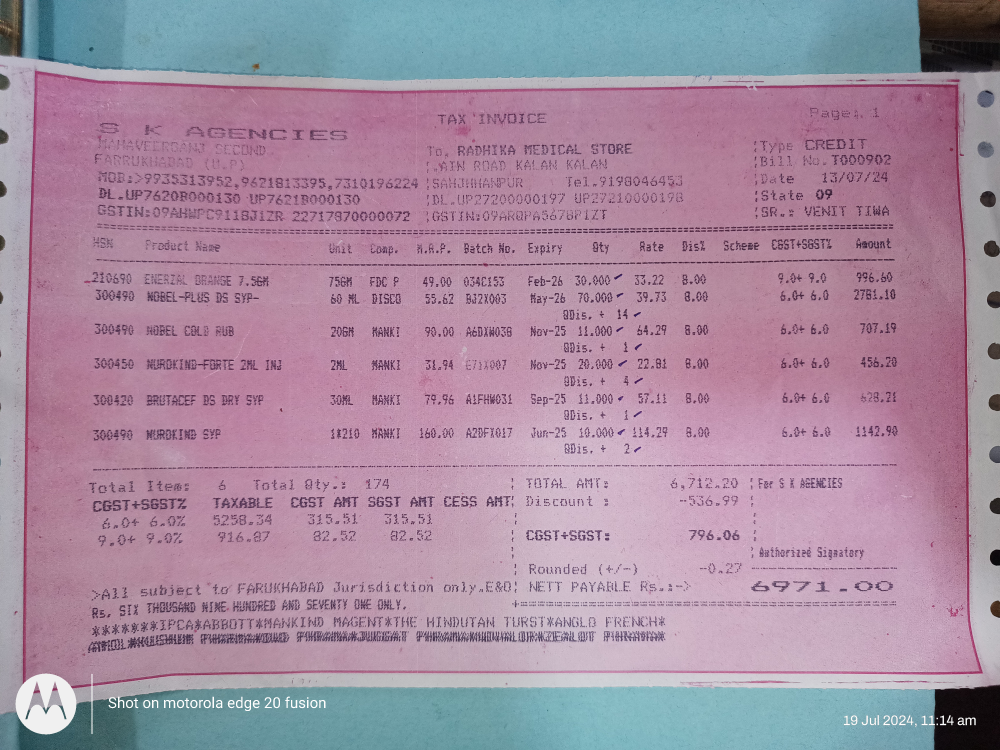 TAX INVOICE
Page:. 1
S K AGENCIES
MAHAVEERGANJ SECOND
FARRUKHABAD (U.P)
MOB:>9935313952,9621813395,7310196224
DL.UP7620B000130 UP7621B000130
GSTIN:09AHWPC9118J1ZR 22717870000072
To. RADHIKA MEDICAL STORE
ROAD KALAN KALAN
SAHJHANPUR Tel.9198046453
DL.UP27200000197 UP27210000198
GSTIN:09ARQPA5678P1ZT
Type CREDIT
Bill No.T000902
Date 13/07/24
State 09
SR.: VENIT TIWA
HSN Product Name Unit Comp. M.R.P. Batch No. Expiry Qty Rate Dis% Scheme CGST+SGST% Amount
210690 ENERZAL ORANGE 7.5GM 75GM FDC P 49.00 034C153 Feb-26 30.000 33.22 8.00 9.0+ 9.0 996.60
300490 NOBEL-PLUS DS SYP- 60 ML DISCO 55.62 BJ2X003 May-26 70.000 39.73 8.00 6.0+ 6.0 2781.10
QDis. + 14
300490 NOBEL COLD RUB 20GM MANKI 90.00 A6DXW038 Nov-25 11.000 64.29 8.00 6.0+ 6.0 707.19
QDis. + 1
300450 NUROKIND-FORTE 2ML INJ 2ML MANKI 31.94 E71X007 Nov-25 20.000 22.81 8.00 6.0+ 6.0 456.20
QDis. + 4
300420 BRUTACEF DS DRY SYP 30ML MANKI 79.96 A1FHW031 Sep-25 11.000 57.11 8.00 6.0+ 6.0 628.21
QDis. + 1
300490 NUROKIND SYP 1*210 MANKI 160.00 A2DFX017 Jun-25 10.000 114.29 8.00 6.0+ 6.0 1142.90
QDis. + 2
Total Item: 6 Total Qty.: 174
CGST+SGST% TAXABLE CGST AMT SGST AMT CESS AMT
6.0+ 6.0% 5258.34 315.51 315.51
9.0+ 9.0% 916.87 82.52 82.52
TOTAL AMT: 6,712.20
Discount : -536.99
CGST+SGST: 796.06
Rounded (+/-) -0.27
NETT PAYABLE Rs.:-> 6971.00
For S K AGENCIES
Authorized Signatory
>All subject to FARUKHABAD Jurisdiction only.E&O
Rs. SIX THOUSAND NINE HUNDRED AND SEVENTY ONE ONLY.
*******IPCA*ABBOTT*MANKIND MAGENT*THE HINDUTAN TURST*ANGLO FRENCH*
Shot on motorola edge 20 fusion
19 Jul 2024, 11:14 am